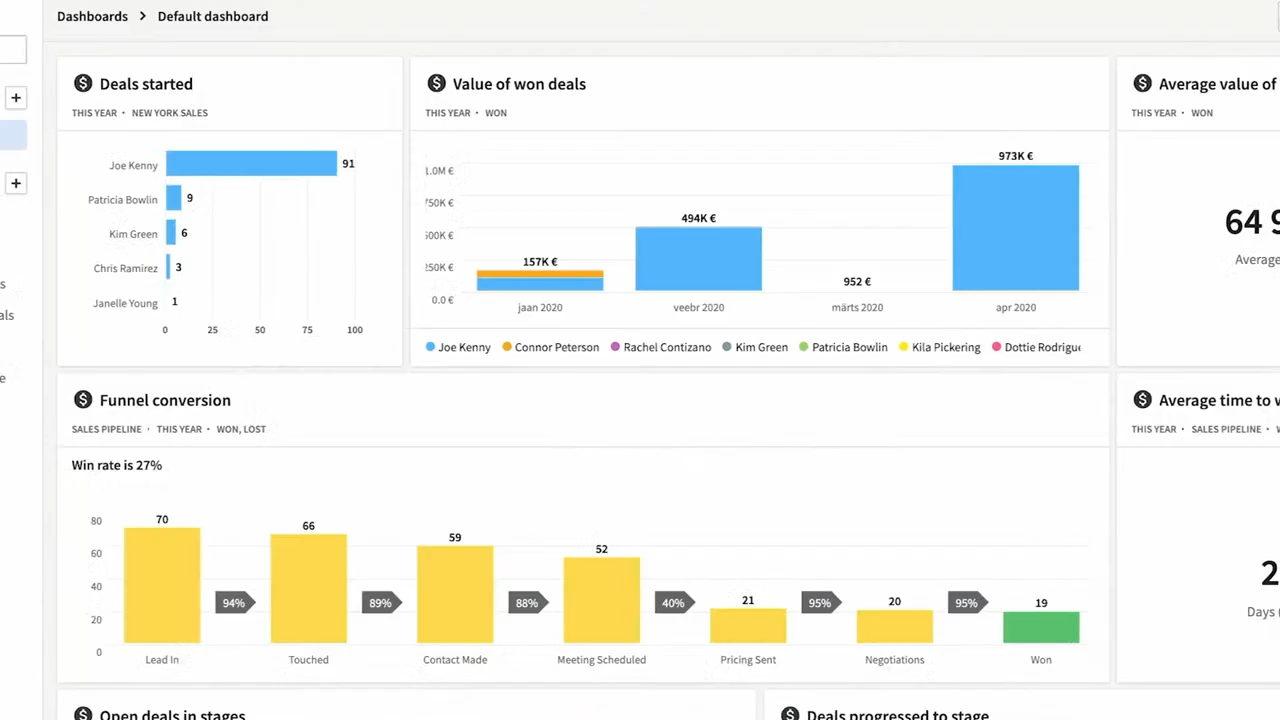 Dashboards > Default dashboard
Deals started
THIS YEAR • NEW YORK SALES
Joe Kenny 91
Patricia Bowlin 9
Kim Green 6
Chris Ramirez 3
Janelle Young 1
0 25 50 75 100
Value of won deals
THIS YEAR • WON
1.0M €
750K €
500K €
250K €
0.0 €
157K €
494K €
952 €
973K €
jaan 2020 veebr 2020 märts 2020 apr 2020
Joe Kenny Connor Peterson Rachel Contizano Kim Green Patricia Bowlin Kila Pickering Dottie Rodrigu
Average value of
THIS YEAR • WON
64 9
Average
Funnel conversion
SALES PIPELINE • THIS YEAR • WON, LOST
Win rate is 27%
80
60
40
20
0
70 66 59 52 21 20 19
94% 89% 88% 40% 95% 95%
Lead In Touched Contact Made Meeting Scheduled Pricing Sent Negotiations Won
Average time to w
THIS YEAR • SALES PIPELINE •
2
Days
Open deals in stages
Deals progressed to stage